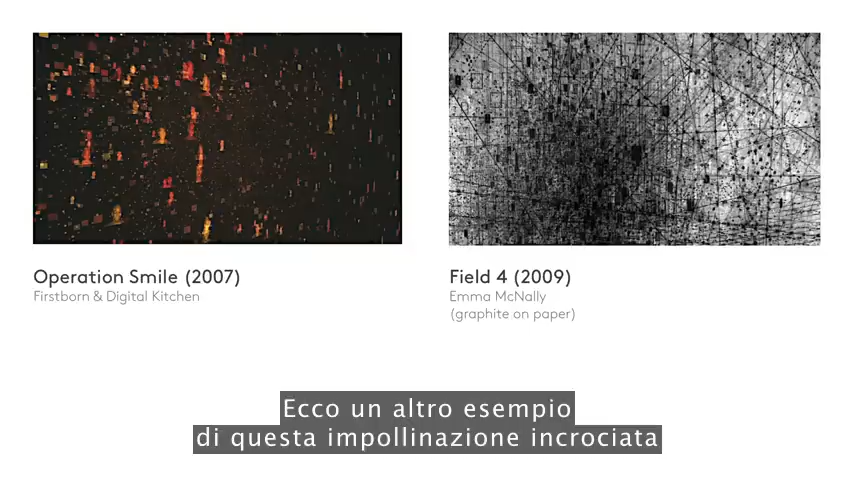 Operation Smile (2007)
Firstborn & Digital Kitchen
Field 4 (2009)
Emma McNally
(graphite on paper)
Ecco un altro esempio
di questa impollinazione incrociata